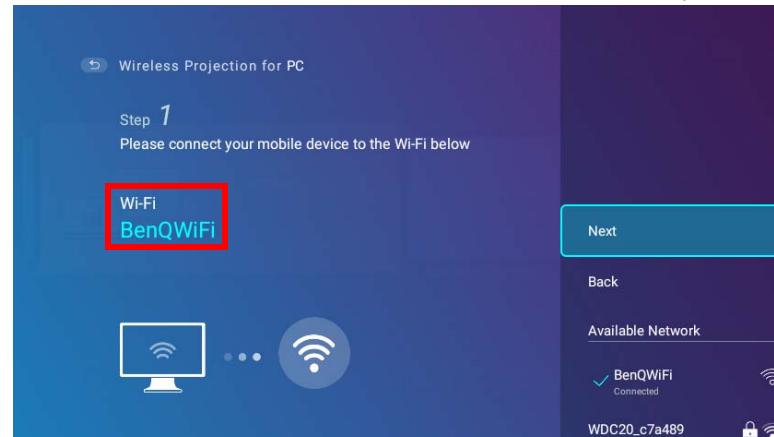 Wireless Projection for PC
Step 1
Please connect your mobile device to the Wi-Fi below
Wi-Fi
BenQWiFi
Next
Back
Available Network
BenQWiFi
Connected
WDC20_c7a489